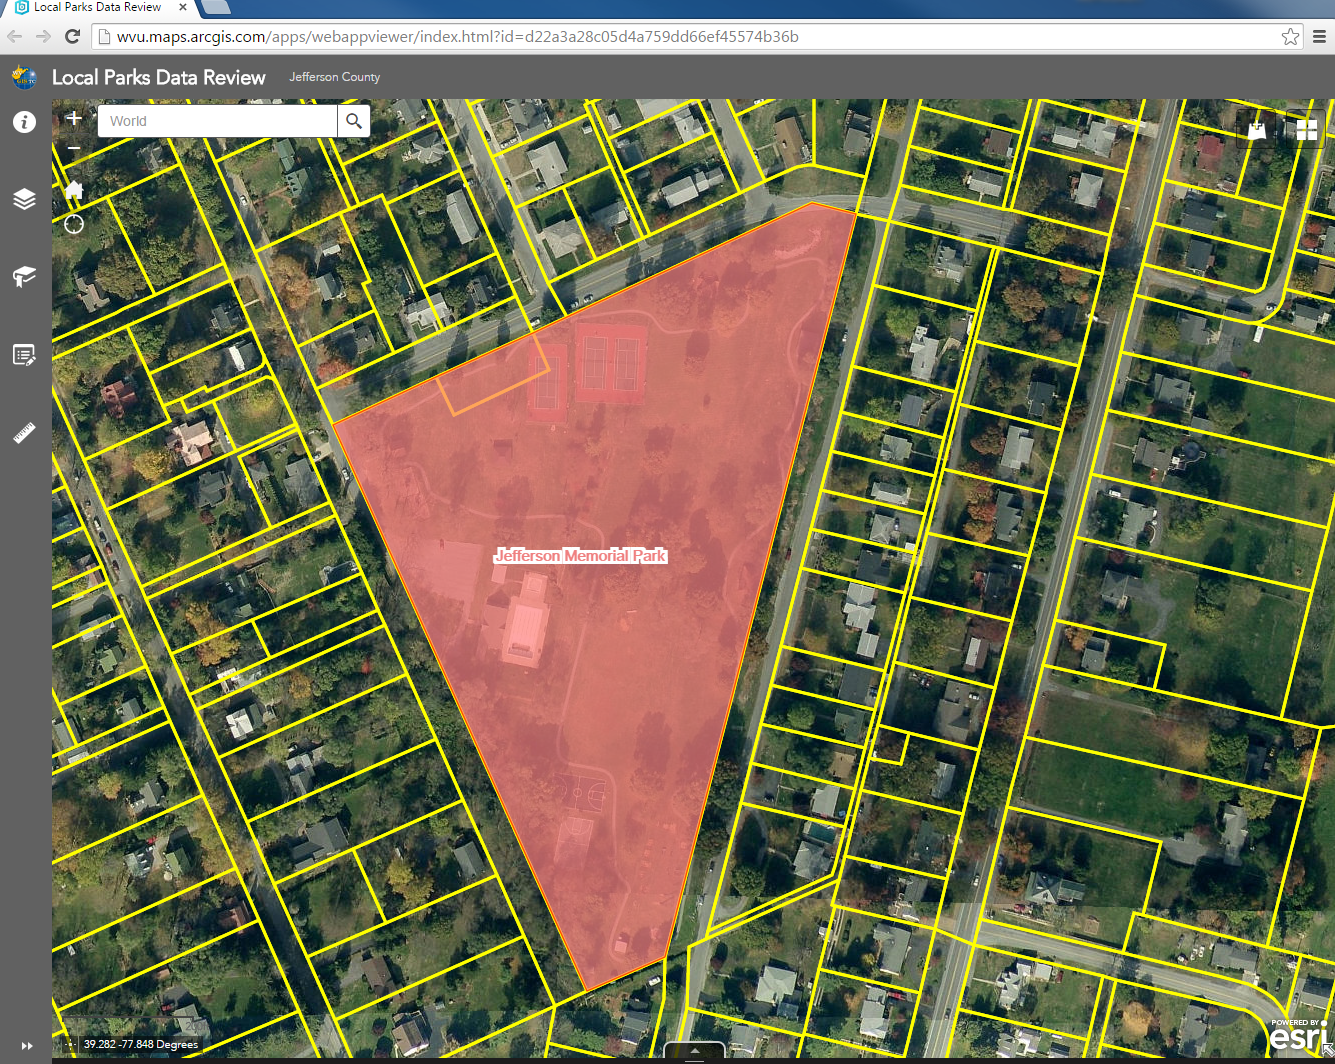 Local Parks Data Review
wvu.maps.arcgis.com/apps/webappviewer/index.html?id=d22a3a28c05d4a759dd66ef45574b36b
Local Parks Data Review Jefferson County
World
Jefferson Memorial Park
39.282 -77.848 Degrees
POWERED BY
esri